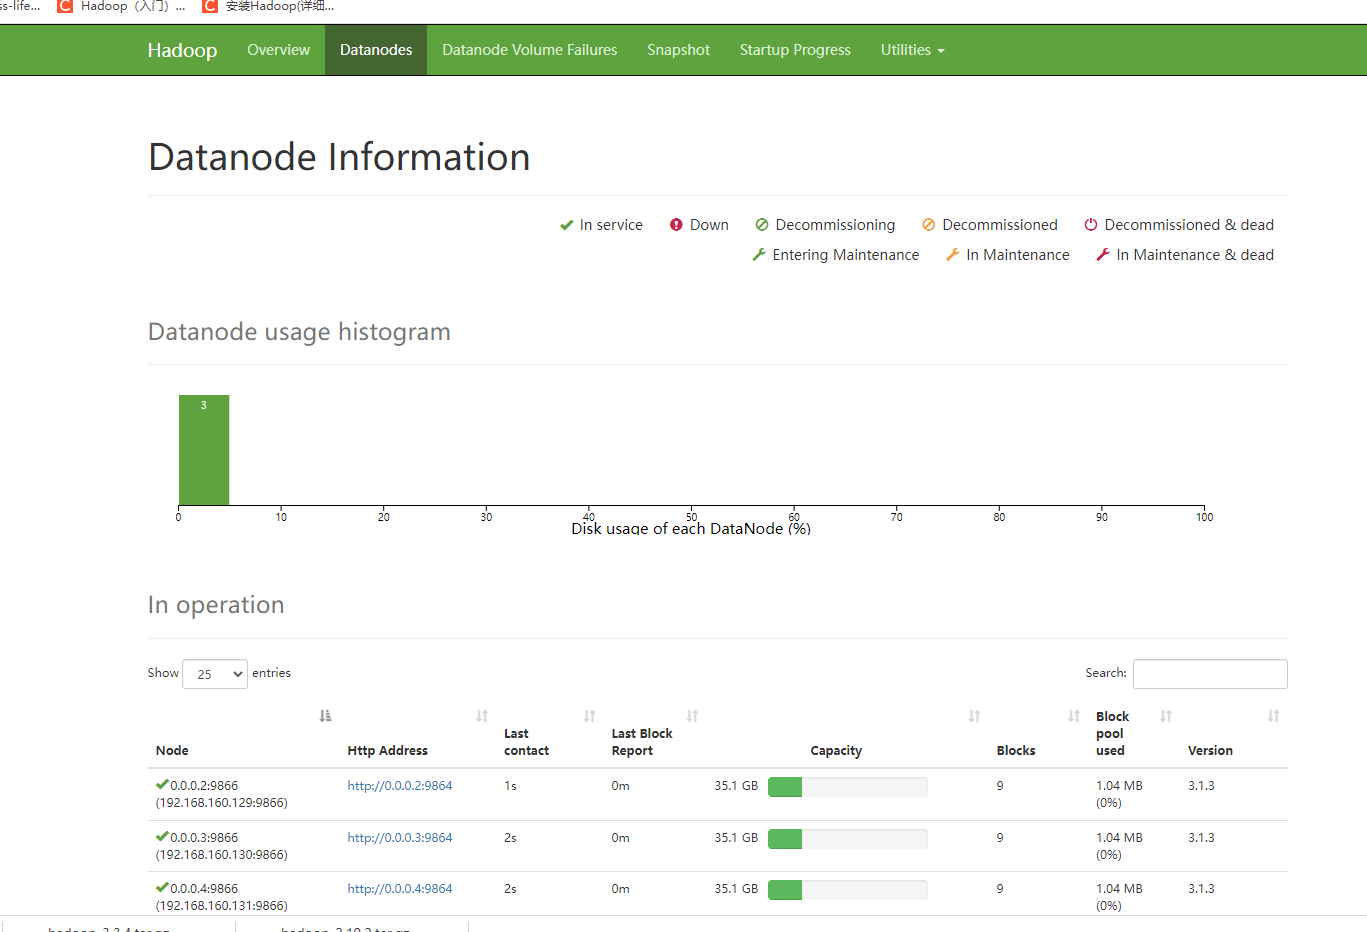 ss-life... Hadoop（入门）... 安装Hadoop(详细...
Hadoop Overview Datanodes Datanode Volume Failures Snapshot Startup Progress Utilities
Datanode Information
In service Down Decommissioning Decommissioned Decommissioned & dead
Entering Maintenance In Maintenance In Maintenance & dead
Datanode usage histogram
3
0 10 20 30 40 50 60 70 80 90 100
Disk usage of each DataNode (%)
In operation
Show 25 entries Search:
Node Http Address Last contact Last Block Report Capacity Blocks Block pool used Version
0.0.0.2:9866 http://0.0.0.2:9864 1s 0m 35.1 GB 9 1.04 MB 3.1.3
(192.168.160.129:9866) (0%)
0.0.0.3:9866 http://0.0.0.3:9864 2s 0m 35.1 GB 9 1.04 MB 3.1.3
(192.168.160.130:9866) (0%)
0.0.0.4:9866 http://0.0.0.4:9864 2s 0m 35.1 GB 9 1.04 MB 3.1.3
(192.168.160.131:9866) (0%)